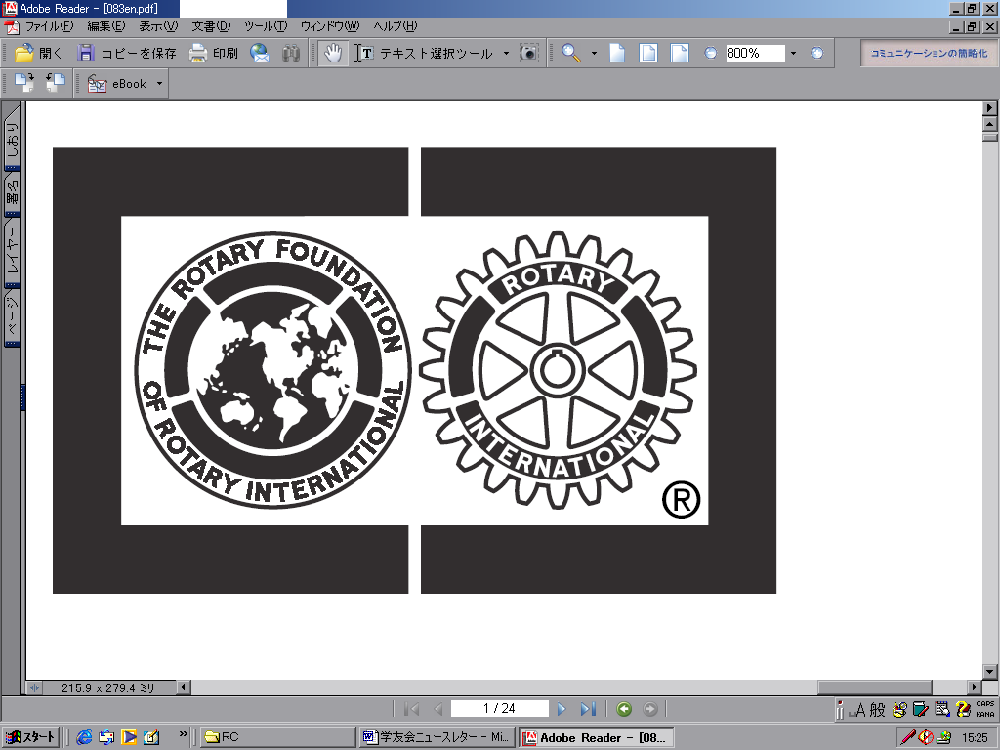 Adobe Reader - [083en.pdf]
ファイル(F) 編集(E) 表示(V) 文書(D) ツール(T) ウィンドウ(W) ヘルプ(H)
開く コピーを保存 印刷 テキスト選択ツール 800% コミュニケーションの簡略化
eBook
しおり
署名
レイヤー
ページ
THE ROTARY FOUNDATION
OF ROTARY INTERNATIONAL
ROTARY
INTERNATIONAL
®
215.9 x 279.4 ミリ
1 / 24
A 般 CAPS
KANA
スタート » RC 学友会ニュースレター - Mi... Adobe Reader - [08... 15:25